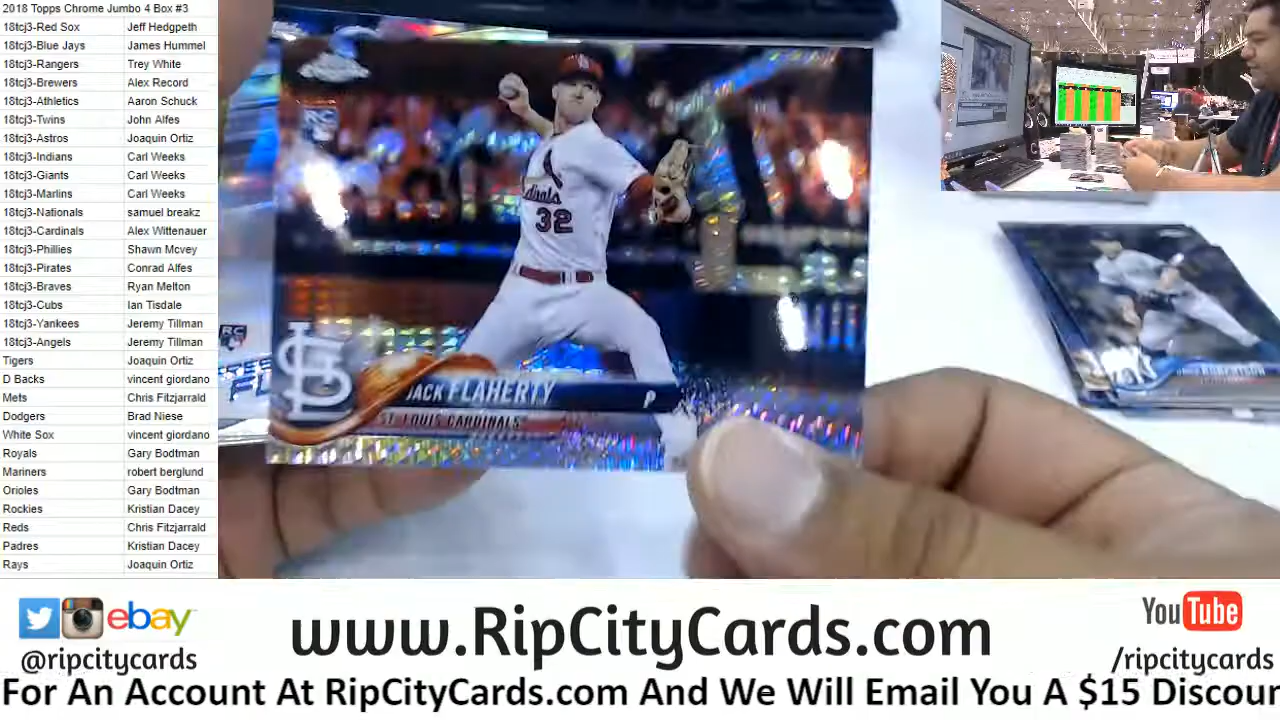 2018 Topps Chrome Jumbo 4 Box #3
18tcj3-Red Sox Jeff Hedgpeth
18tcj3-Blue Jays James Hummel
18tcj3-Rangers Trey White
18tcj3-Brewers Alex Record
18tcj3-Athletics Aaron Schuck
18tcj3-Twins John Alfes
18tcj3-Astros Joaquin Ortiz
18tcj3-Indians Carl Weeks
18tcj3-Giants Carl Weeks
18tcj3-Marlins Carl Weeks
18tcj3-Nationals samuel breakz
18tcj3-Cardinals Alex Wittenauer
18tcj3-Phillies Shawn Mcvey
18tcj3-Pirates Conrad Alfes
18tcj3-Braves Ryan Melton
18tcj3-Cubs Ian Tisdale
18tcj3-Yankees Jeremy Tillman
18tcj3-Angels Jeremy Tillman
Tigers Joaquin Ortiz
D Backs vincent giordano
Mets Chris Fitzjarrald
Dodgers Brad Niese
White Sox vincent giordano
Royals Gary Bodtman
Mariners robert berglund
Orioles Gary Bodtman
Rockies Kristian Dacey
Reds Chris Fitzjarrald
Padres Kristian Dacey
Rays Joaquin Ortiz
RC
Cardinals
32
STL
JACK FLAHERTY P
ST. LOUIS CARDINALS
RC
ROBERTSON
ebay
@ripcitycards
www.RipCityCards.com
YouTube
/ripcitycards
For An Account At RipCityCards.com And We Will Email You A $15 Discour